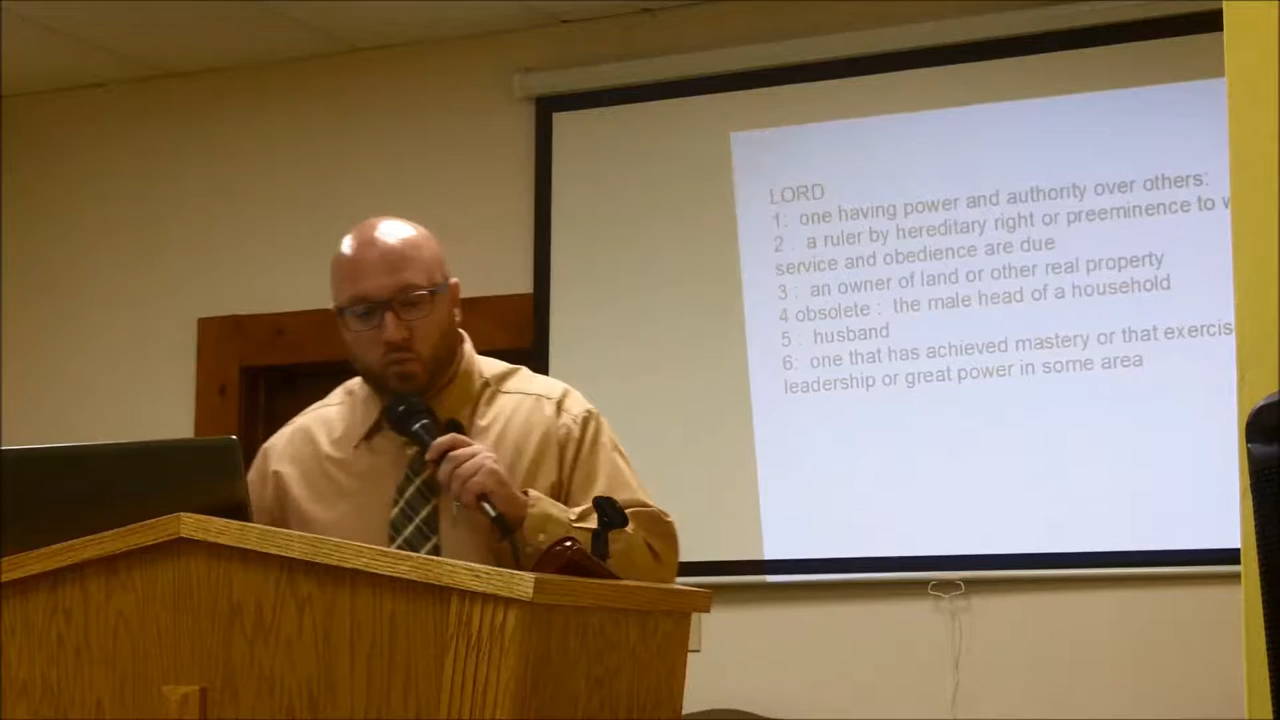 LORD
1: one having power and authority over others:
2 : a ruler by hereditary right or preeminence to
service and obedience are due
3 : an owner of land or other real property
4 obsolete : the male head of a household
5 : husband
6: one that has achieved mastery or that exercis
leadership or great power in some area